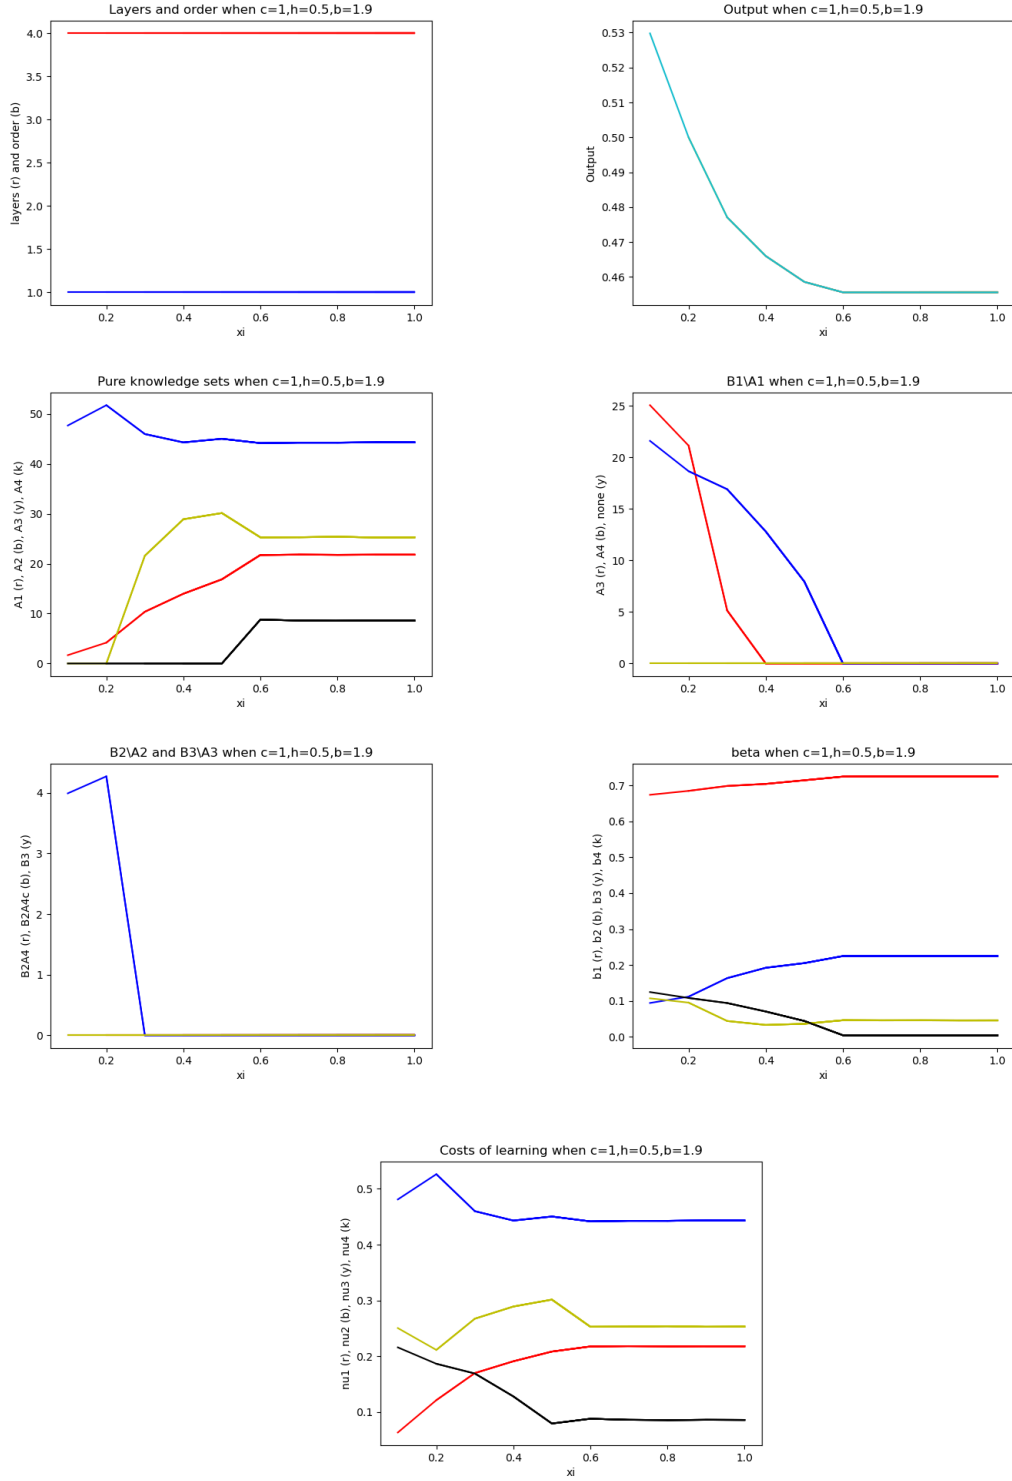 Layers and order when c=1,h=0.5,b=1.9
layers (r) and order (b)
4.0
3.5
3.0
2.5
2.0
1.5
1.0
0.2 0.4 0.6 0.8 1.0
xi
Output when c=1,h=0.5,b=1.9
Output
0.53
0.52
0.51
0.50
0.49
0.48
0.47
0.46
0.2 0.4 0.6 0.8 1.0
xi
Pure knowledge sets when c=1,h=0.5,b=1.9
A1 (r), A2 (b), A3 (y), A4 (k)
50
40
30
20
10
0
0.2 0.4 0.6 0.8 1.0
xi
B1\A1 when c=1,h=0.5,b=1.9
A3 (r), A4 (b), none (y)
25
20
15
10
5
0
0.2 0.4 0.6 0.8 1.0
xi
B2\A2 and B3\A3 when c=1,h=0.5,b=1.9
B2A4 (r), B2A4c (b), B3 (y)
4
3
2
1
0
0.2 0.4 0.6 0.8 1.0
xi
beta when c=1,h=0.5,b=1.9
b1 (r), b2 (b), b3 (y), b4 (k)
0.7
0.6
0.5
0.4
0.3
0.2
0.1
0.0
0.2 0.4 0.6 0.8 1.0
xi
Costs of learning when c=1,h=0.5,b=1.9
nu1 (r), nu2 (b), nu3 (y), nu4 (k)
0.5
0.4
0.3
0.2
0.1
0.2 0.4 0.6 0.8 1.0
xi